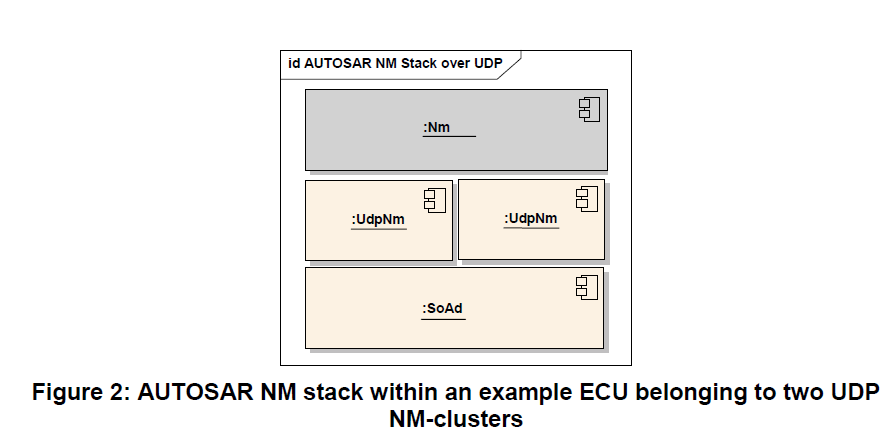 id AUTOSAR NM Stack over UDP
:Nm
:UdpNm
:UdpNm
:SoAd
Figure 2: AUTOSAR NM stack within an example ECU belonging to two UDP
NM-clusters